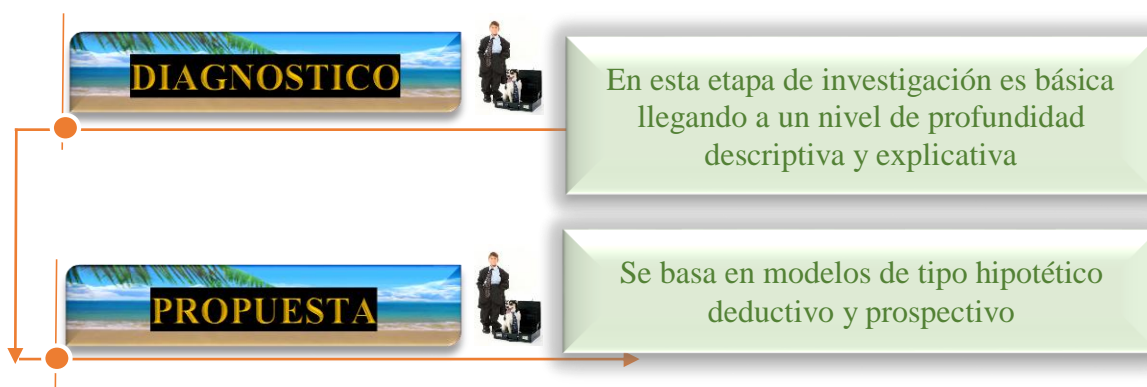 DIAGNOSTICO
En esta etapa de investigación es básica
llegando a un nivel de profundidad
descriptiva y explicativa
PROPUESTA
Se basa en modelos de tipo hipotético
deductivo y prospectivo